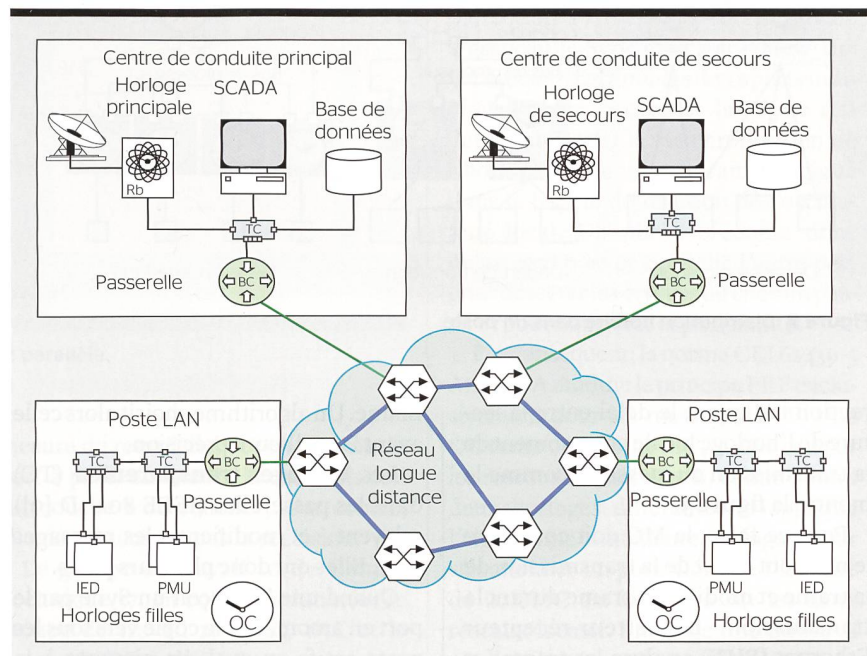 Centre de conduite principal
Horloge
principale
SCADA
Base de
données
Rb
TC
Passerelle
BC
Centre de conduite de secours
Horloge
de secours
SCADA
Base de
données
Rb
TC
BC
Passerelle
Réseau
longue
distance
Poste LAN
TC
TC
BC
Passerelle
IED
PMU
Horloges filles
OC
Poste LAN
BC
TC
TC
Passerelle
PMU
IED
OC
Horloges filles